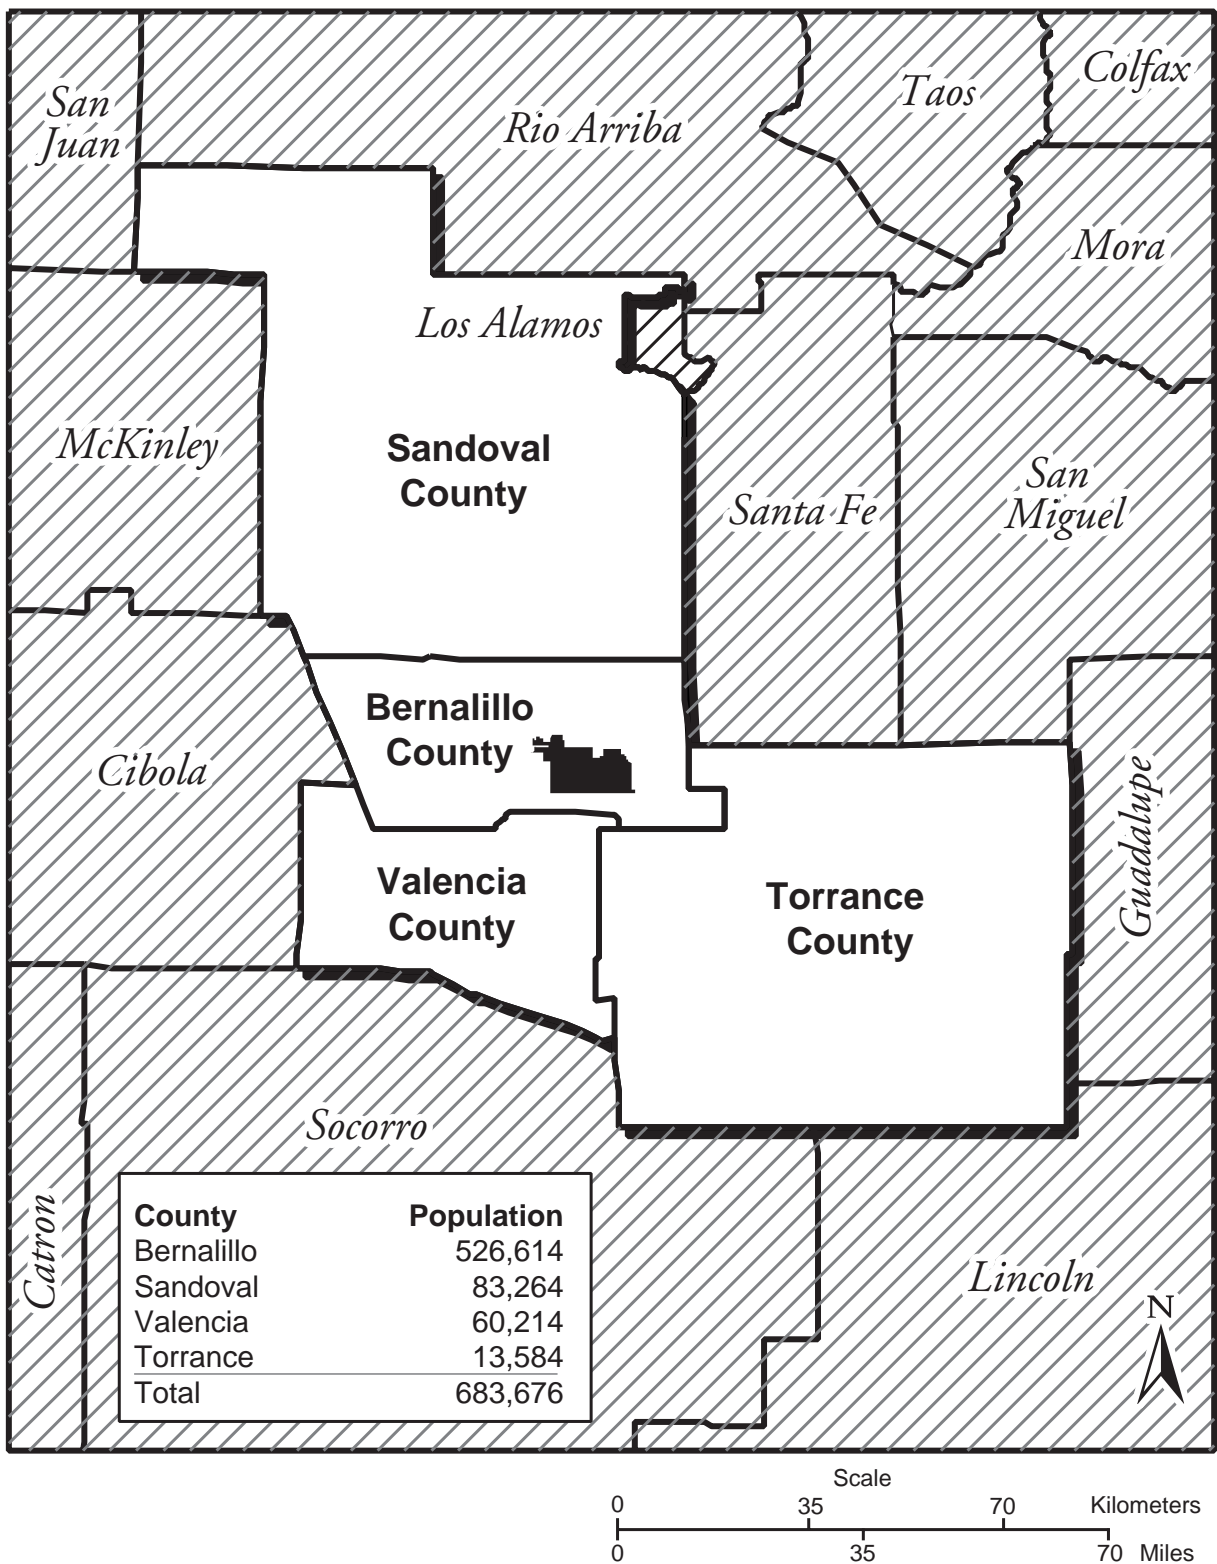 San
Juan
Rio Arriba
Taos
Colfax
Mora
Los Alamos
McKinley
Sandoval
County
Santa Fe
San
Miguel
Bernalillo
County
Cibola
Guadalupe
Valencia
County
Torrance
County
Socorro
Catron
Lincoln
N
County Population
Bernalillo 526,614
Sandoval 83,264
Valencia 60,214
Torrance 13,584
Total 683,676
Scale
0 35 70 Kilometers
0 35 70 Miles